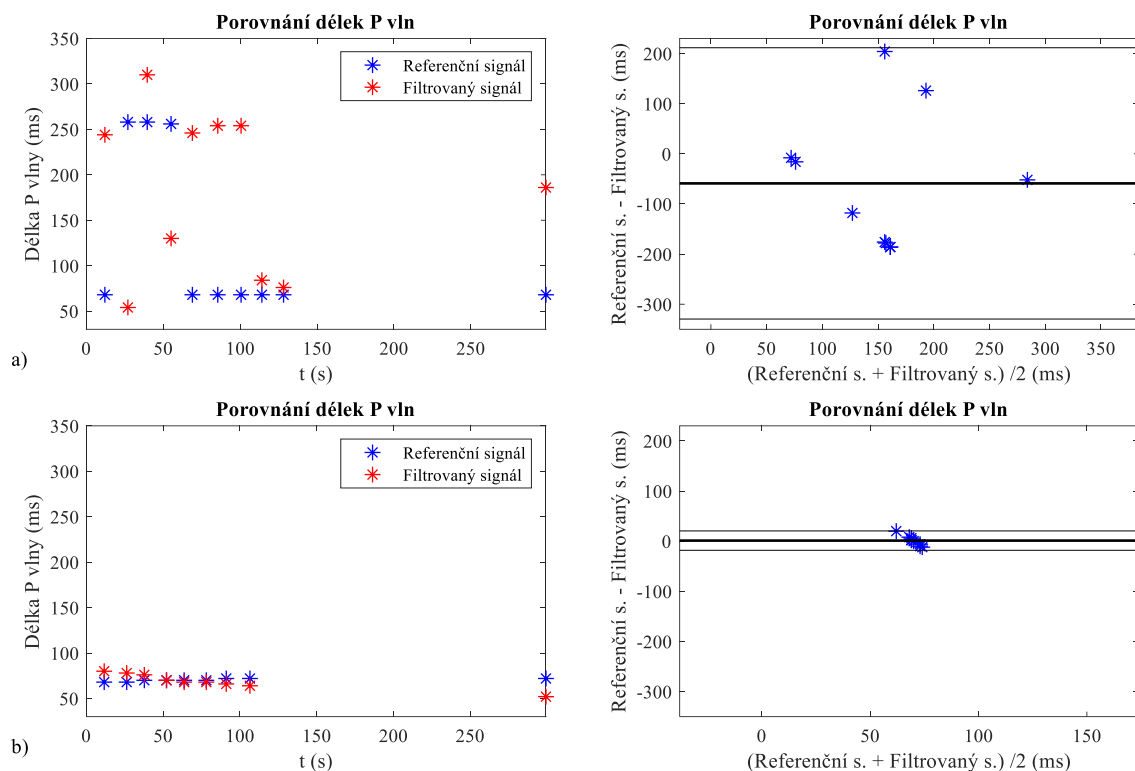 Porovnání délek P vln
350
300
250
200
150
100
50
0 50 100 150 200 250
t (s)
Délka P vlny (ms)
Referenční signál
Filtrovaný signál
a)
Porovnání délek P vln
200
100
0
-100
-200
-300
0 50 100 150 200 250 300 350
(Referenční s. + Filtrovaný s.) /2 (ms)
Referenční s. - Filtrovaný s. (ms)
Porovnání délek P vln
350
300
250
200
150
100
50
0 50 100 150 200 250
t (s)
Délka P vlny (ms)
Referenční signál
Filtrovaný signál
b)
Porovnání délek P vln
200
100
0
-100
-200
-300
0 50 100 150
(Referenční s. + Filtrovaný s.) /2 (ms)
Referenční s. - Filtrovaný s. (ms)